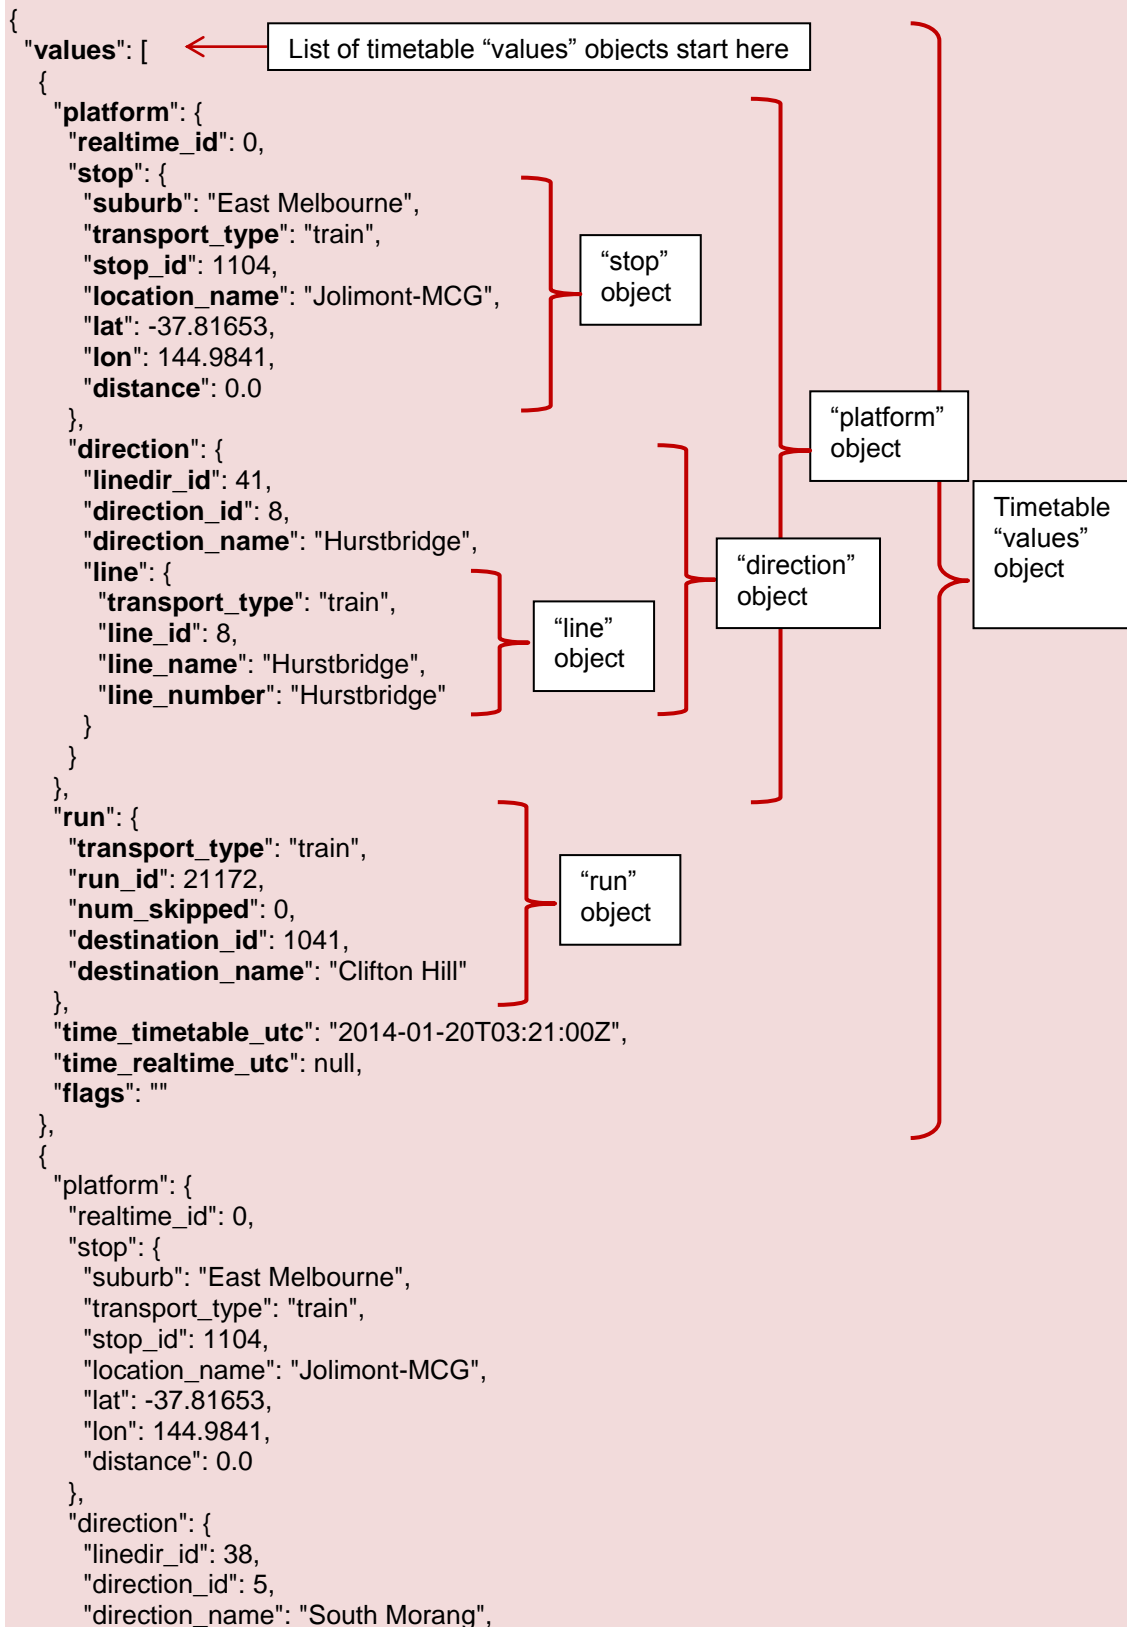 {
"values": [
List of timetable “values” objects start here
{
"platform": {
"realtime_id": 0,
"stop": {
"suburb": "East Melbourne",
"transport_type": "train",
"stop_id": 1104,
"location_name": "Jolimont-MCG",
"lat": -37.81653,
"lon": 144.9841,
"distance": 0.0
},
“stop”
object
"direction": {
"linedir_id": 41,
"direction_id": 8,
"direction_name": "Hurstbridge",
"line": {
"transport_type": "train",
"line_id": 8,
"line_name": "Hurstbridge",
"line_number": "Hurstbridge"
}
}
},
“line”
object
“direction”
object
“platform”
object
Timetable
“values”
object
"run": {
"transport_type": "train",
"run_id": 21172,
"num_skipped": 0,
"destination_id": 1041,
"destination_name": "Clifton Hill"
},
“run”
object
"time_timetable_utc": "2014-01-20T03:21:00Z",
"time_realtime_utc": null,
"flags": ""
},
{
"platform": {
"realtime_id": 0,
"stop": {
"suburb": "East Melbourne",
"transport_type": "train",
"stop_id": 1104,
"location_name": "Jolimont-MCG",
"lat": -37.81653,
"lon": 144.9841,
"distance": 0.0
},
"direction": {
"linedir_id": 38,
"direction_id": 5,
"direction_name": "South Morang",